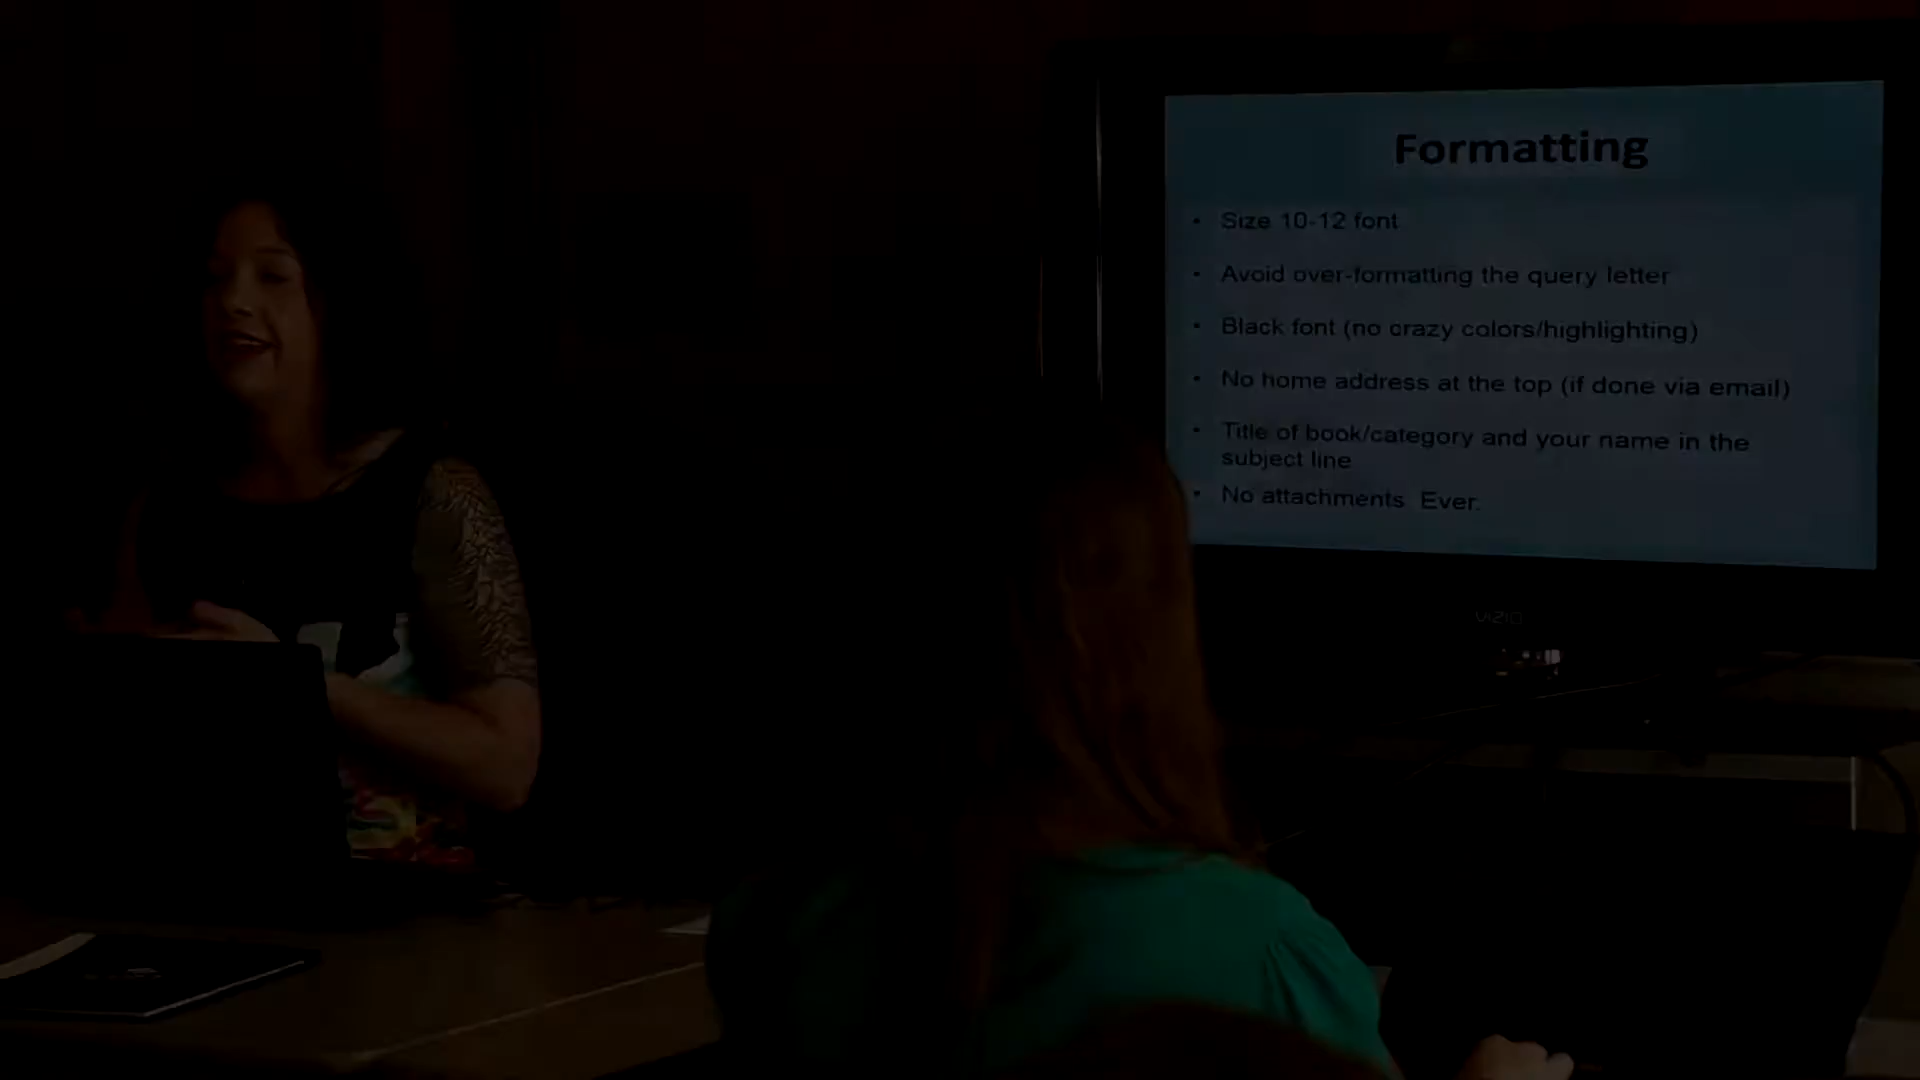 Formatting
• Size 10-12 font
• Avoid over-formatting the query letter
• Black font (no crazy colors/highlighting)
• No home address at the top (if done via email)
• Title of book/category and your name in the
subject line
• No attachments Ever.
VIZIO